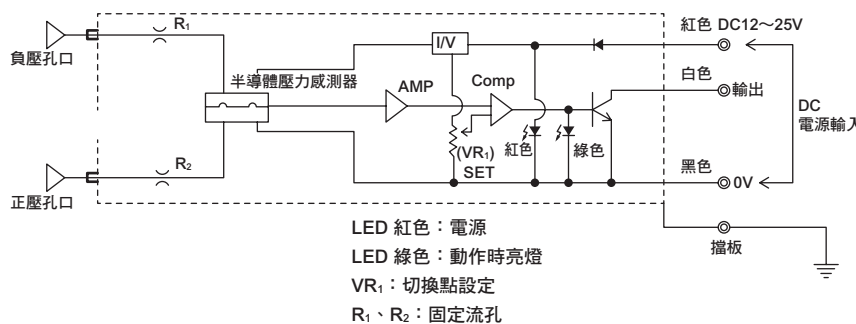 R₁
負壓孔口
半導體壓力感測器
I/V
紅色 DC12～25V
AMP
Comp
白色
輸出
DC
電源輸入
R₂
(VR₁)
SET
紅色
綠色
黑色
0V
正壓孔口
擋板
LED 紅色：電源
LED 綠色：動作時亮燈
VR₁：切換點設定
R₁、R₂：固定流孔